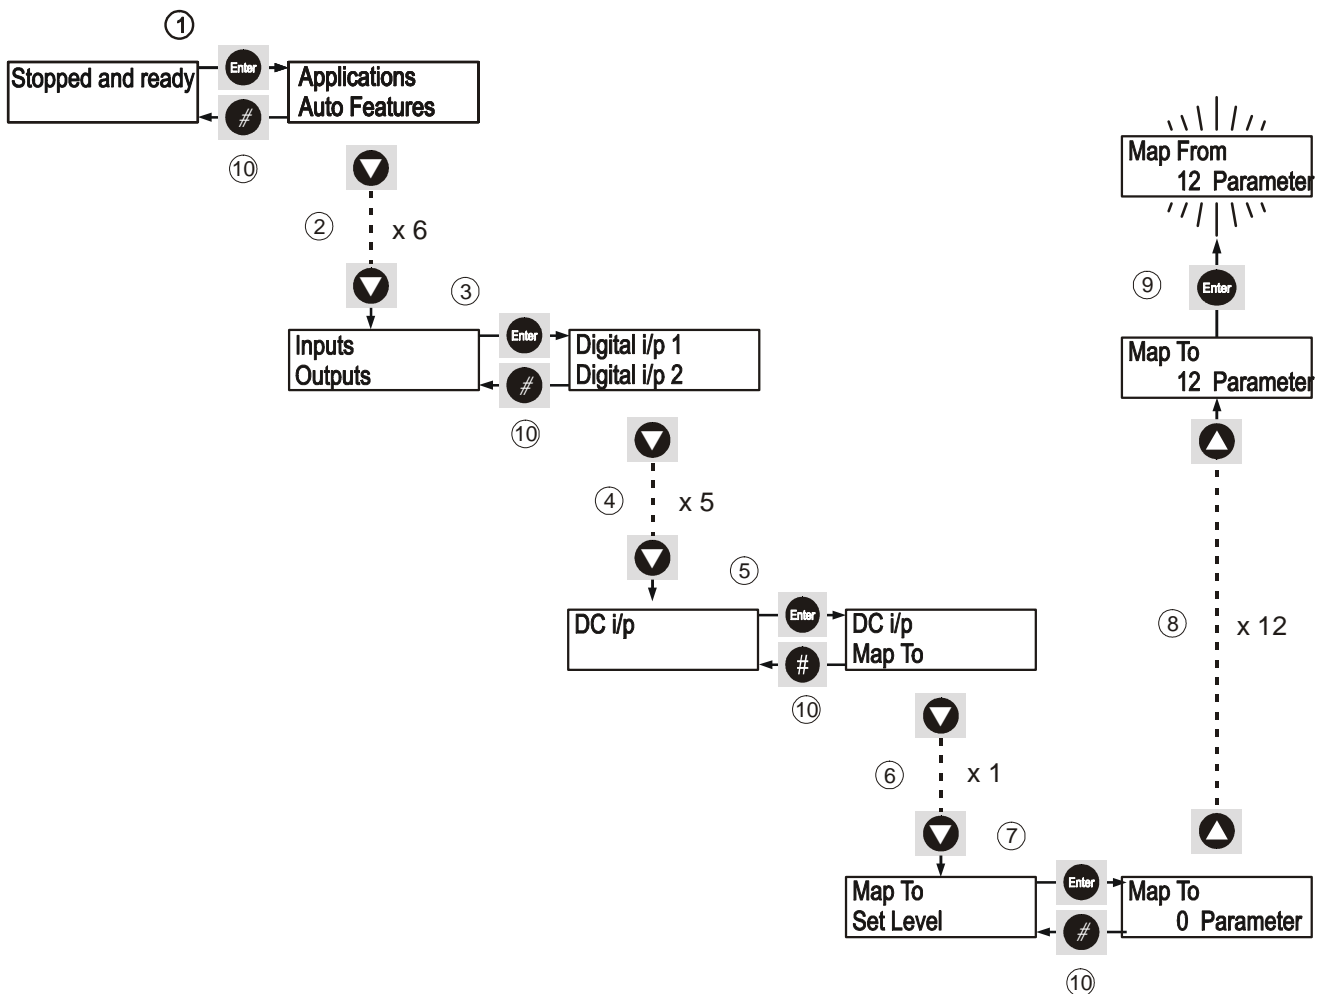 1
Stopped and ready
Enter
Applications
Auto Features
#
10
2
x 6
3
Inputs
Outputs
Enter
Digital i/p 1
Digital i/p 2
#
10
4
x 5
5
DC i/p
Enter
DC i/p
Map To
#
10
6
x 1
7
Map To
Set Level
Enter
Map To
0 Parameter
#
10
8
x 12
Map To
12 Parameter
9
Enter
Map From
12 Parameter